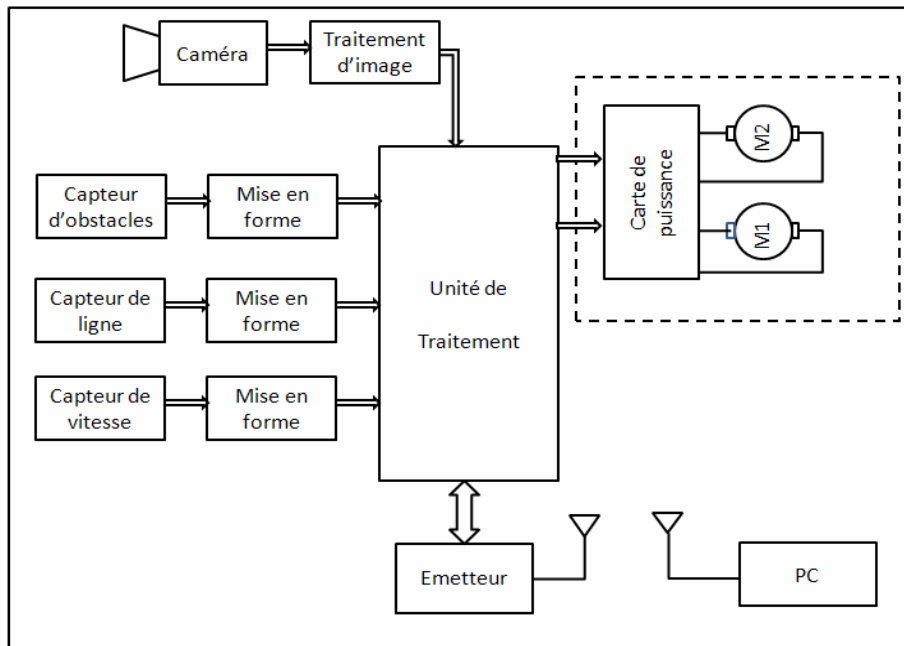 Caméra
Traitement
d'image
Capteur
d'obstacles
Mise en
forme
Capteur de
ligne
Mise en
forme
Capteur de
vitesse
Mise en
forme
Unité de
Traitement
Carte de
puissance
M2
M1
Emetteur
PC